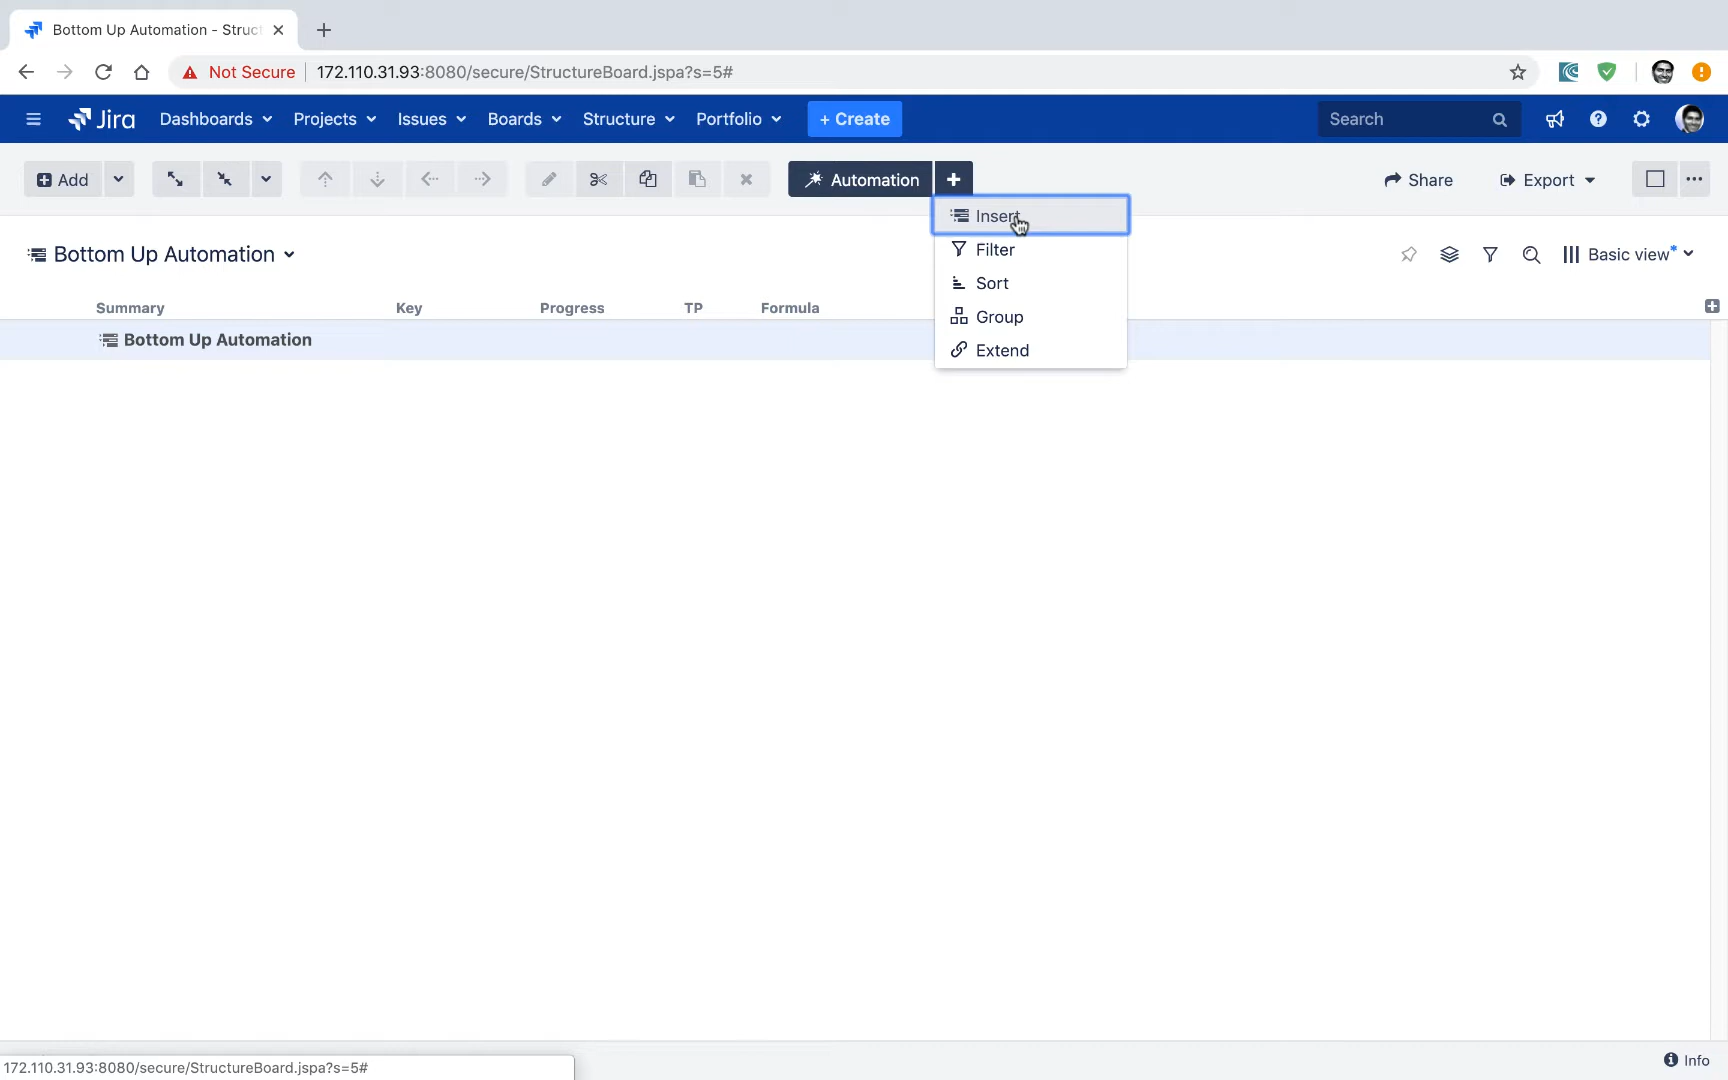 Bottom Up Automation - Struc
Not Secure 172.110.31.93:8080/secure/StructureBoard.jspa?s=5#
Jira Dashboards Projects Issues Boards Structure Portfolio + Create Search
Add Automation + Share Export
Insert
Filter
Sort
Group
Extend
Bottom Up Automation Basic view*
Summary Key Progress TP Formula
Bottom Up Automation
172.110.31.93:8080/secure/StructureBoard.jspa?s=5#
Info